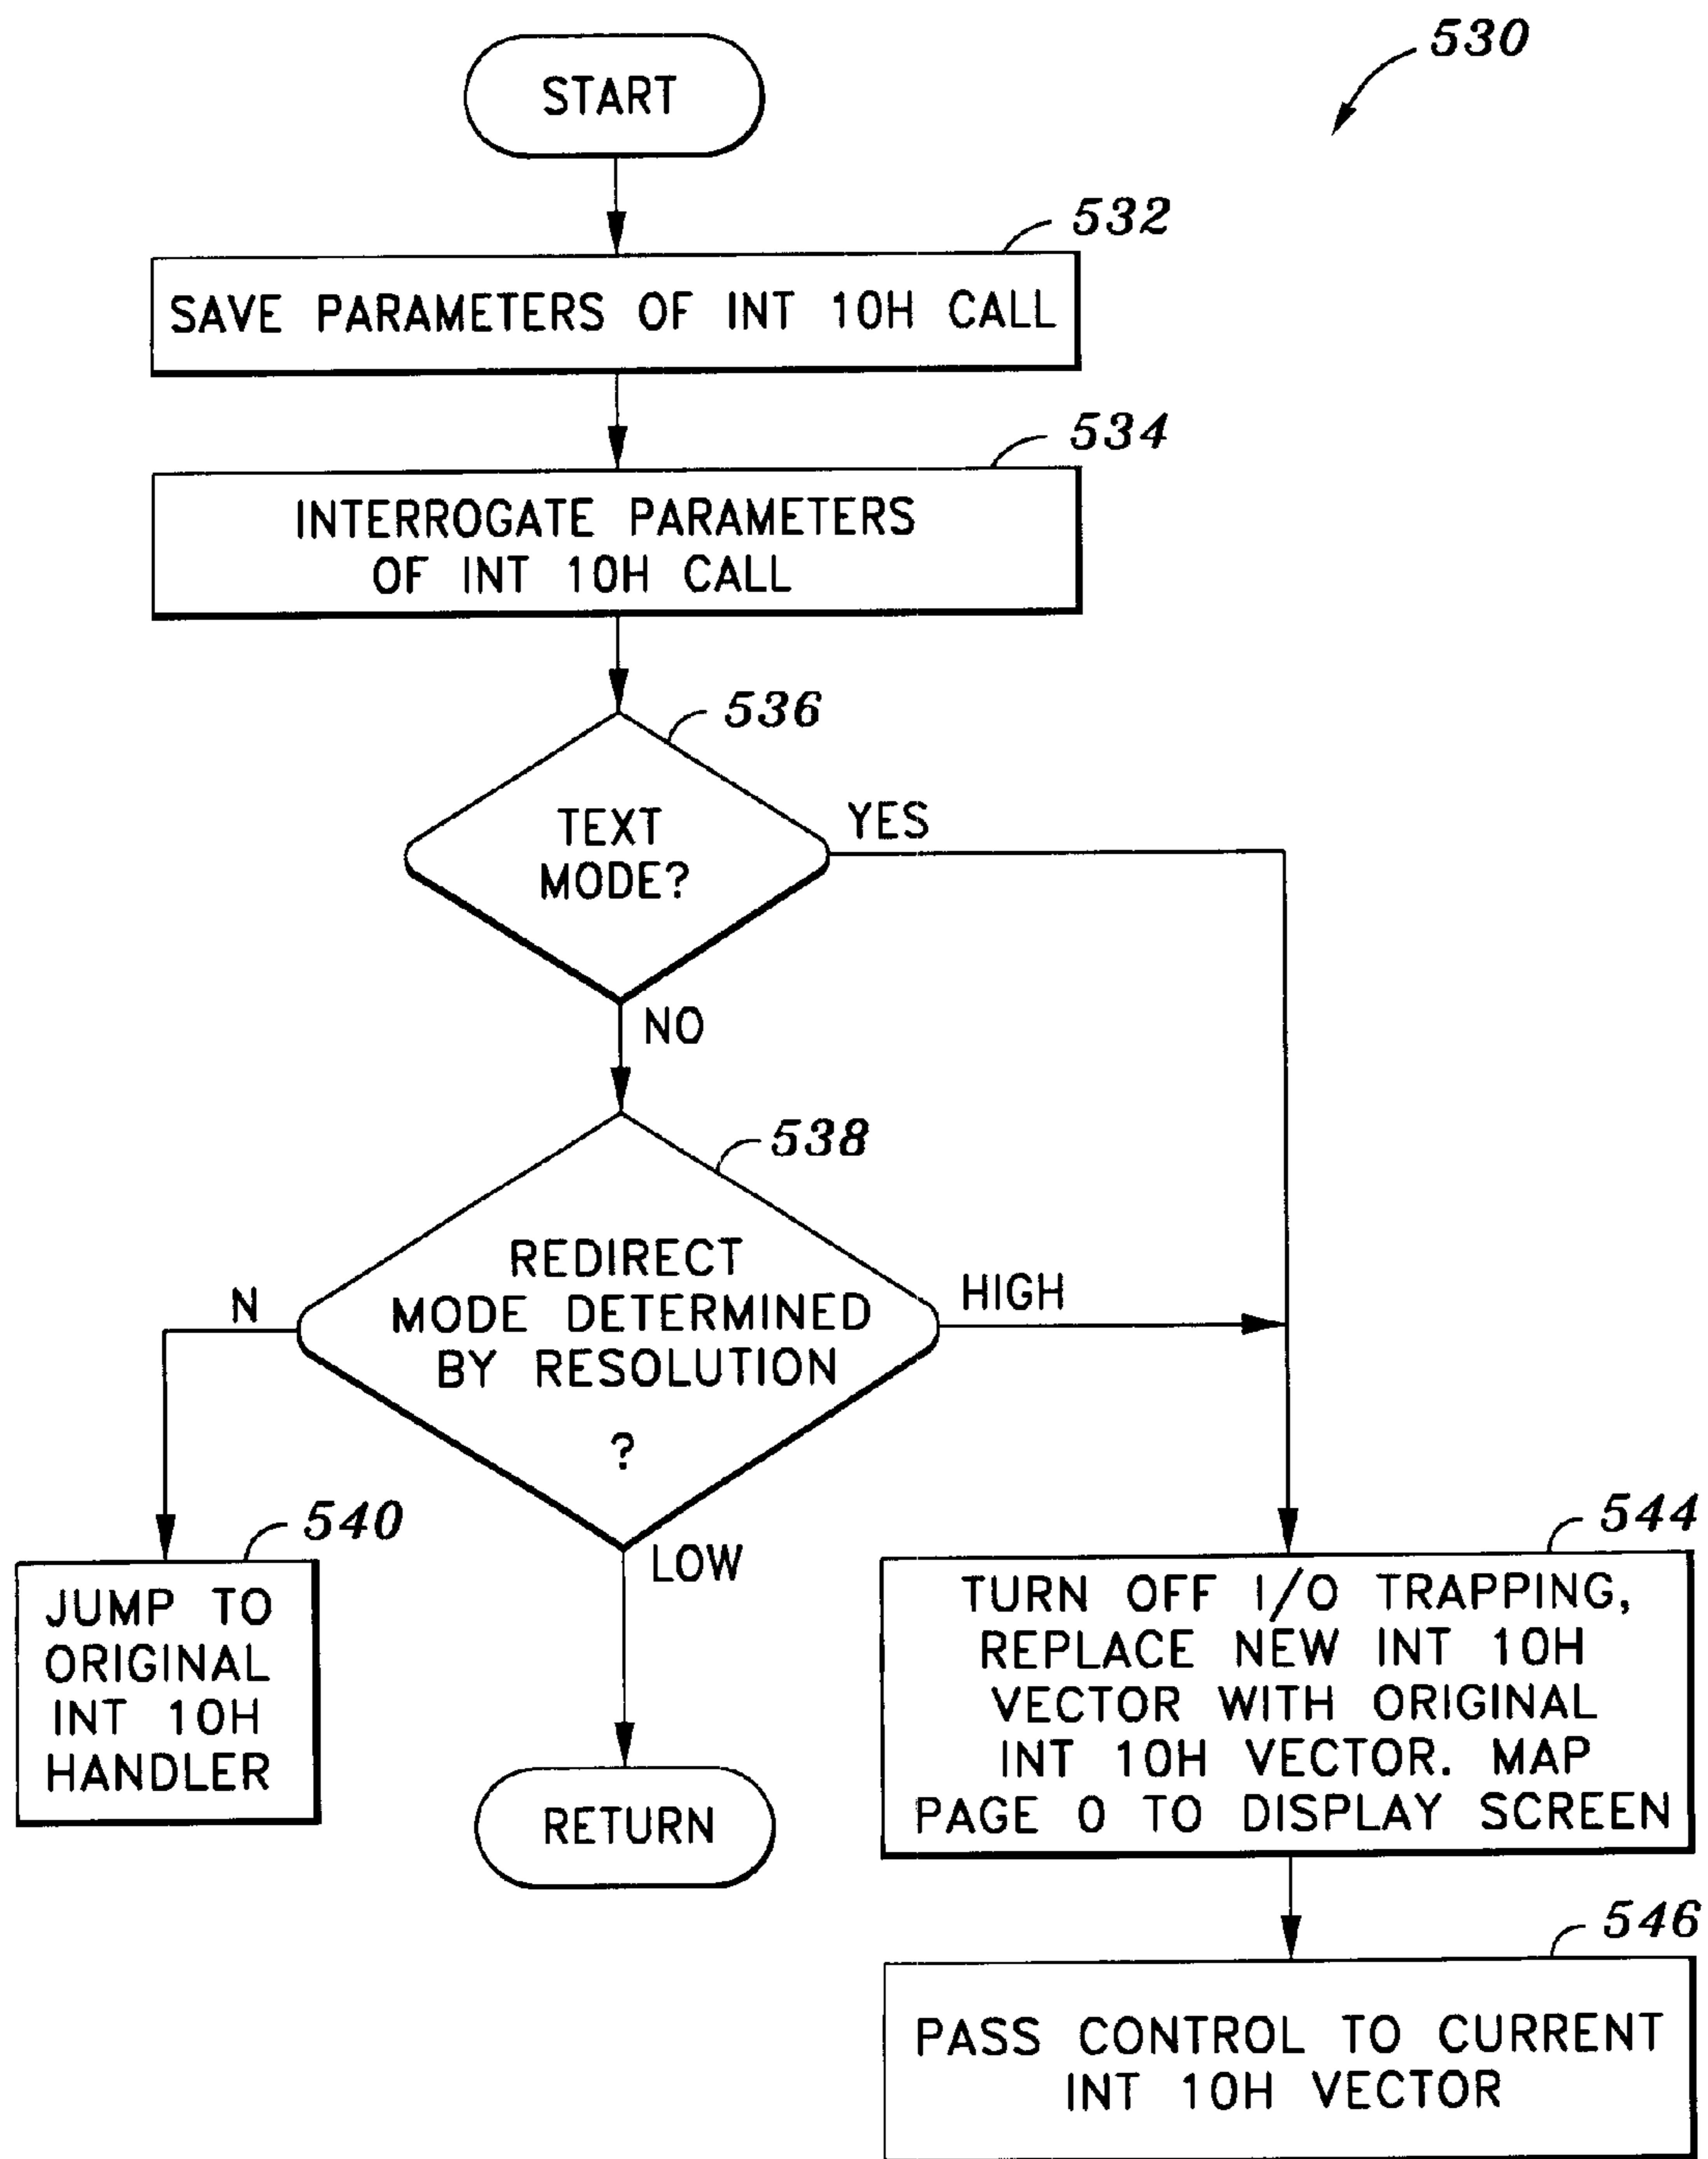 530
START
532
SAVE PARAMETERS OF INT 10H CALL
534
INTERROGATE PARAMETERS
OF INT 10H CALL
536
TEXT
MODE?
YES
NO
538
REDIRECT
MODE DETERMINED
BY RESOLUTION
?
N
HIGH
LOW
540
JUMP TO
ORIGINAL
INT 10H
HANDLER
RETURN
544
TURN OFF I/O TRAPPING,
REPLACE NEW INT 10H
VECTOR WITH ORIGINAL
INT 10H VECTOR. MAP
PAGE 0 TO DISPLAY SCREEN
546
PASS CONTROL TO CURRENT
INT 10H VECTOR